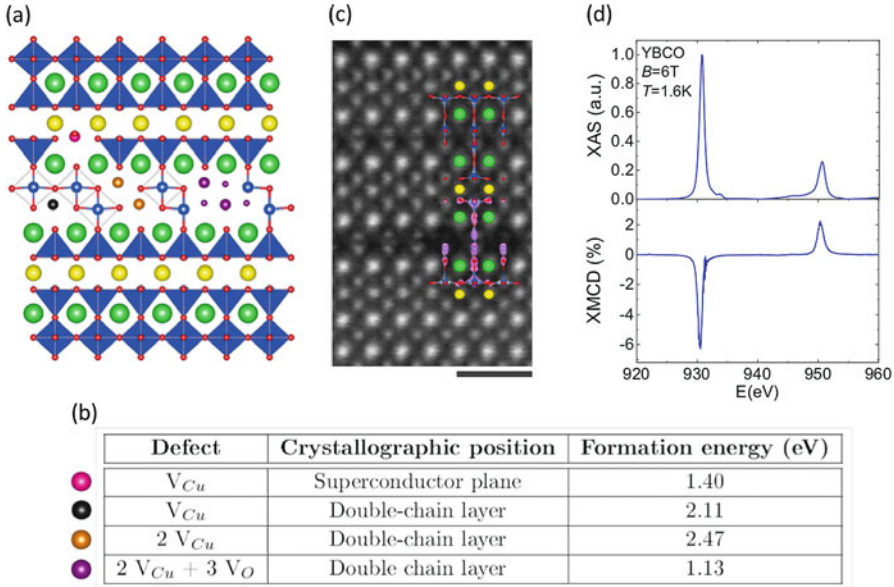 (a)
(c)
(d)
YBCO
B=6T
T=1.6K
XAS (a.u.)
1.0
0.8
0.6
0.4
0.2
0.0
XMCD (%)
2
0
-2
-4
-6
920 930 940 950 960
E(eV)
(b)
Defect Crystallographic position Formation energy (eV)
V_Cu Superconductor plane 1.40
V_Cu Double-chain layer 2.11
2 V_Cu Double-chain layer 2.47
2 V_Cu + 3 V_O Double chain layer 1.13